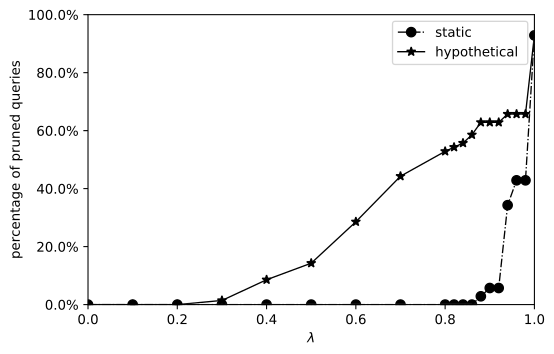 100.0%
80.0%
60.0%
40.0%
20.0%
0.0%
percentage of pruned queries
static
hypothetical
0.0 0.2 0.4 0.6 0.8 1.0
λ